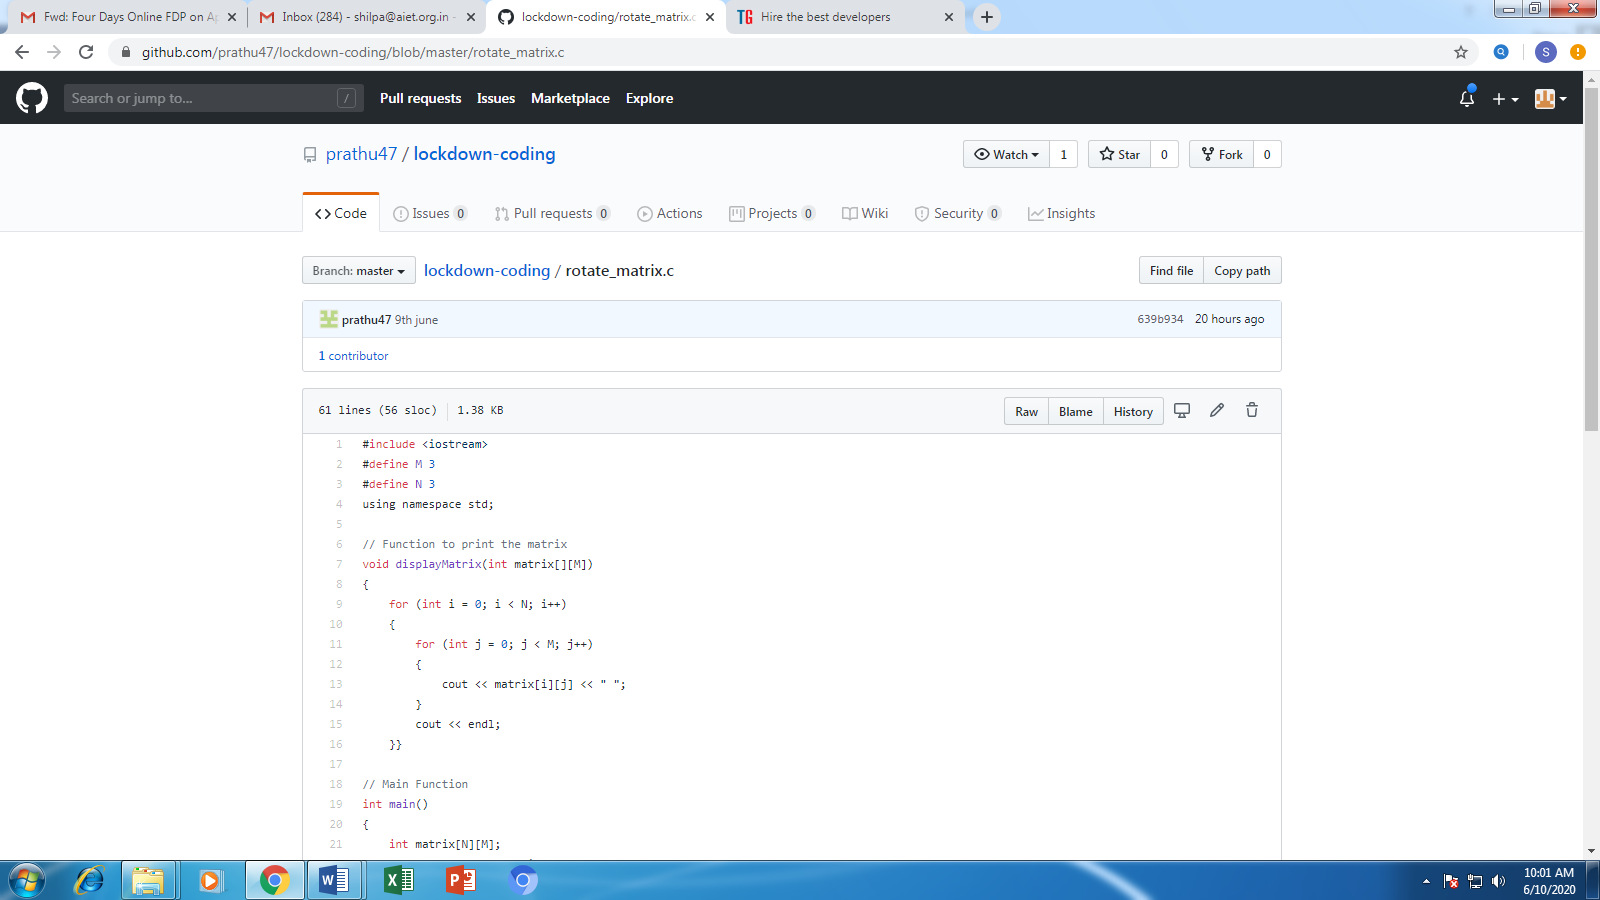 Fwd: Four Days Online FDP on Ap
Inbox (284) - shilpa@aiet.org.in -
lockdown-coding/rotate_matrix.c
TG Hire the best developers
github.com/prathu47/lockdown-coding/blob/master/rotate_matrix.c
S
Search or jump to... /
Pull requests Issues Marketplace Explore
prathu47 / lockdown-coding
Watch 1 Star 0 Fork 0
Code Issues 0 Pull requests 0 Actions Projects 0 Wiki Security 0 Insights
Branch: master lockdown-coding / rotate_matrix.c
Find file Copy path
prathu47 9th june
639b934 20 hours ago
1 contributor
61 lines (56 sloc) 1.38 KB
Raw Blame History
1 #include <iostream>
2 #define M 3
3 #define N 3
4 using namespace std;
5
6 // Function to print the matrix
7 void displayMatrix(int matrix[][M])
8 {
9 for (int i = 0; i < N; i++)
10 {
11 for (int j = 0; j < M; j++)
12 {
13 cout << matrix[i][j] << " ";
14 }
15 cout << endl;
16 }}
17
18 // Main Function
19 int main()
20 {
21 int matrix[N][M];
10:01 AM
6/10/2020